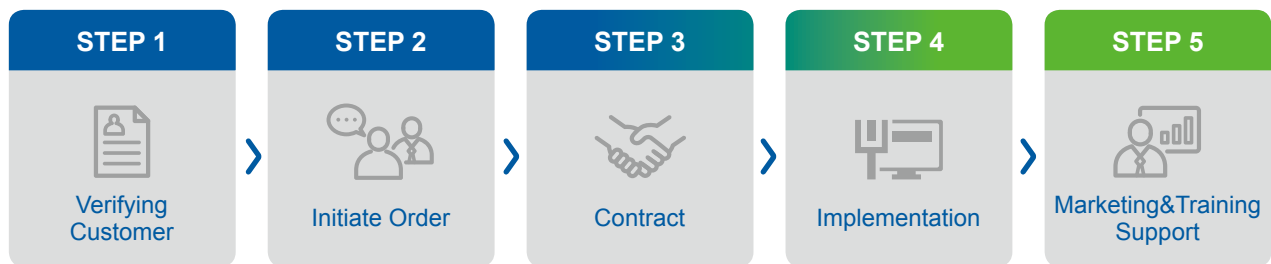 STEP 1
Verifying
Customer
STEP 2
Initiate Order
STEP 3
Contract
STEP 4
Implementation
STEP 5
Marketing&Training
Support